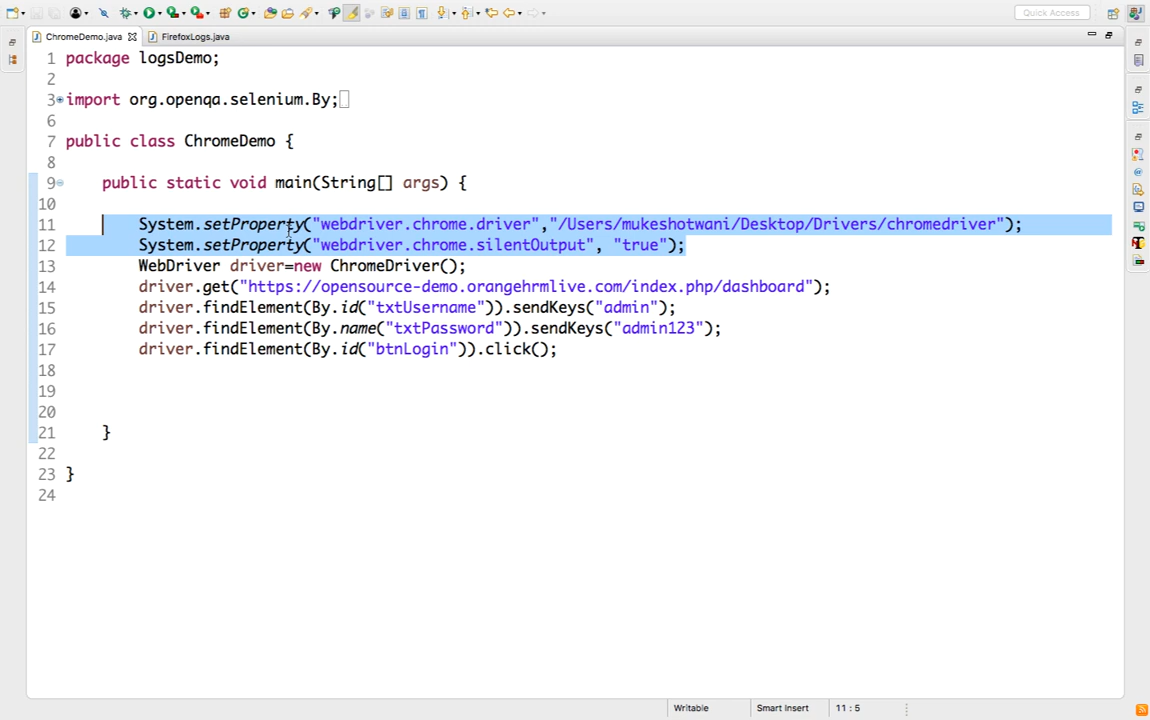 Quick Access
ChromeDemo.java
FirefoxLogs.java
1 package logsDemo;
2
3 import org.openqa.selenium.By;
6
7 public class ChromeDemo {
8
9 public static void main(String[] args) {
10
11 System.setProperty("webdriver.chrome.driver","/Users/mukeshotwani/Desktop/Drivers/chromedriver");
12 System.setProperty("webdriver.chrome.silentOutput", "true");
13 WebDriver driver=new ChromeDriver();
14 driver.get("https://opensource-demo.orangehrmlive.com/index.php/dashboard");
15 driver.findElement(By.id("txtUsername")).sendKeys("admin");
16 driver.findElement(By.name("txtPassword")).sendKeys("admin123");
17 driver.findElement(By.id("btnLogin")).click();
18
19
20
21 }
22
23 }
24
Writable
Smart Insert
11 : 5